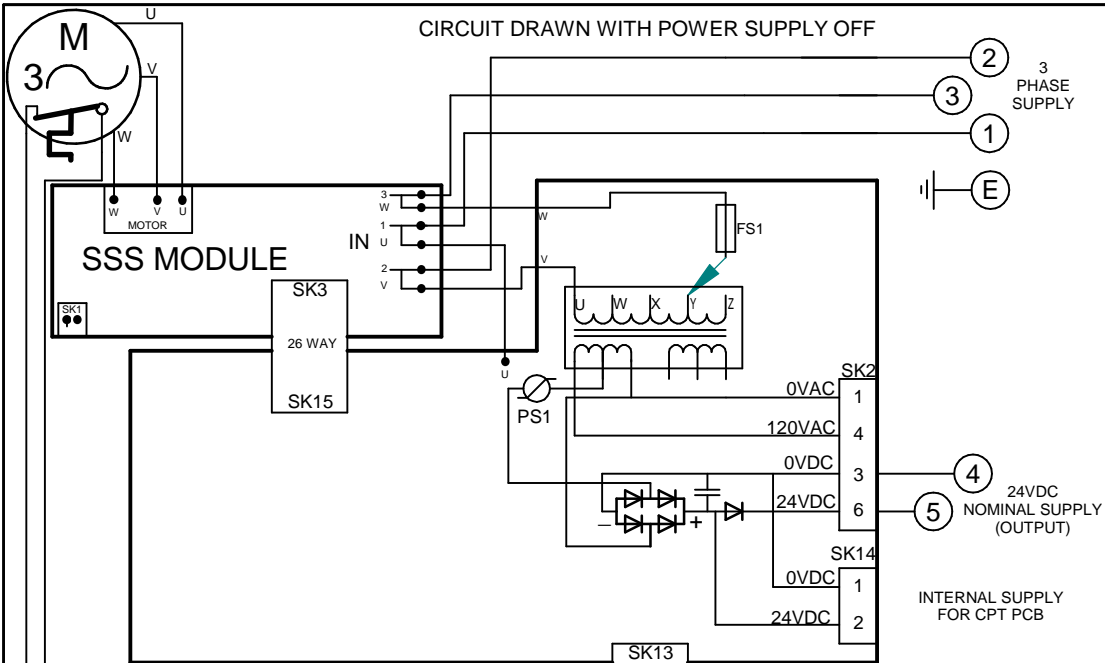 CIRCUIT DRAWN WITH POWER SUPPLY OFF
U
M
3
V
W
2
3
1
E
3
PHASE
SUPPLY
W V U
MOTOR
SSS MODULE
IN
3
W
1
U
2
V
SK1
SK3
26 WAY
SK15
W
V
U
FS1
U W X Y Z
PS1
SK2
0VAC 1
120VAC 4
0VDC 3
24VDC 6
4
5
24VDC
NOMINAL SUPPLY
(OUTPUT)
− +
SK14
0VDC 1
24VDC 2
INTERNAL SUPPLY
FOR CPT PCB
SK13